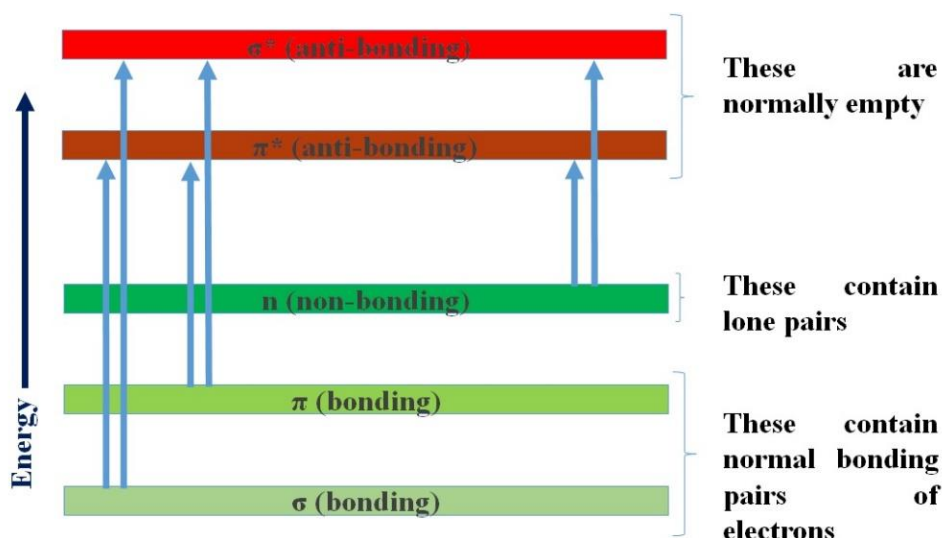 σ* (anti-bonding)
These are
normally empty
π* (anti-bonding)
n (non-bonding)
These contain
lone pairs
π (bonding)
These contain
normal bonding
pairs of
electrons
σ (bonding)
Energy